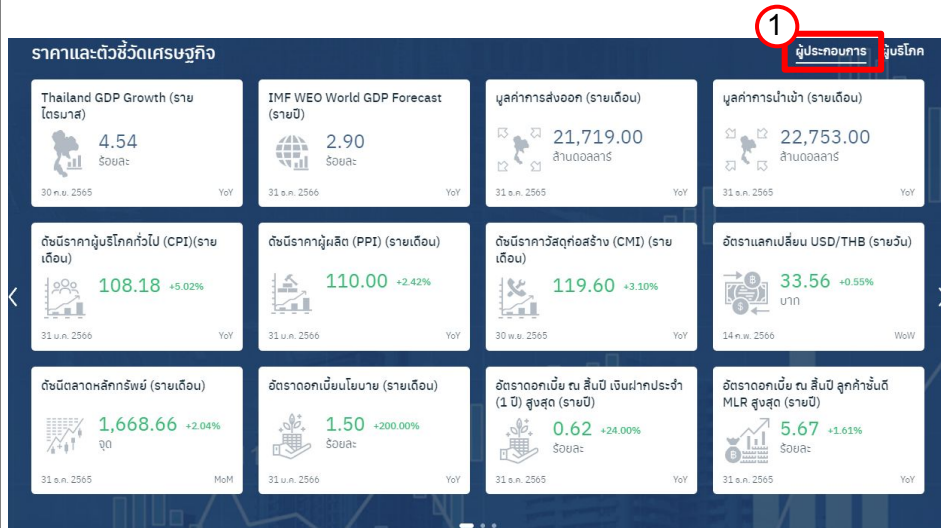 1
ราคาและตัวชี้วัดเศรษฐกิจ
ผู้ประกอบการ ผู้บริโภค
Thailand GDP Growth (ราย
ไตรมาส)
4.54
ร้อยละ
30 ก.ย. 2565 YoY
IMF WEO World GDP Forecast
(รายปี)
2.90
ร้อยละ
31 ธ.ค. 2566 YoY
มูลค่าการส่งออก (รายเดือน)
21,719.00
ล้านดอลลาร์
31 ธ.ค. 2565 YoY
มูลค่าการนำเข้า (รายเดือน)
22,753.00
ล้านดอลลาร์
31 ธ.ค. 2565 YoY
ดัชนีราคาผู้บริโภคทั่วไป (CPI)(ราย
เดือน)
108.18 +5.02%
31 ม.ค. 2566 YoY
ดัชนีราคาผู้ผลิต (PPI) (รายเดือน)
110.00 +2.42%
31 ม.ค. 2566 YoY
ดัชนีราคาวัสดุก่อสร้าง (CMI) (ราย
เดือน)
119.60 +3.10%
30 พ.ย. 2565 YoY
อัตราแลกเปลี่ยน USD/THB (รายวัน)
33.56 +0.55%
บาท
14 ก.พ. 2566 WoW
ดัชนีตลาดหลักทรัพย์ (รายเดือน)
1,668.66 +2.04%
จุด
31 ธ.ค. 2565 MoM
อัตราดอกเบี้ยนโยบาย (รายเดือน)
1.50 +200.00%
ร้อยละ
31 ม.ค. 2566 YoY
อัตราดอกเบี้ย ณ สิ้นปี เงินฝากประจำ
(1 ปี) สูงสุด (รายปี)
0.62 +24.00%
ร้อยละ
31 ธ.ค. 2565 YoY
อัตราดอกเบี้ย ณ สิ้นปี ลูกค้าชั้นดี
MLR สูงสุด (รายปี)
5.67 +1.61%
ร้อยละ
31 ธ.ค. 2565 YoY